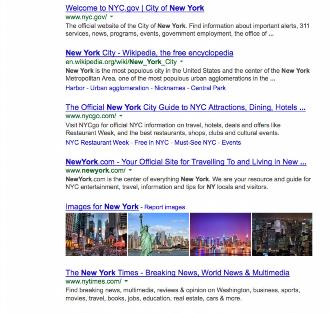 Welcome to NYC.gov | City of New York
www.nyc.gov/
The official website of the City of New York. Find information about important alerts, 311
services, news, programs, events, government employment, the office of ...
New York City - Wikipedia, the free encyclopedia
en.wikipedia.org/wiki/New_York_City
New York is the most populous city in the United States and the center of the New York
Metropolitan Area, one of the most populous urban agglomerations in the ...
Harbor - Urban agglomeration - Nicknames - Central Park
The Official New York City Guide to NYC Attractions, Dining, Hotels ...
www.nycgo.com/
Visit NYCgo for official NYC information on travel, hotels, deals and offers like
Restaurant Week, and the best restaurants, shops, clubs and cultural events.
NYC Restaurant Week - Free in NYC - Must-See NYC - Events
NewYork.com - Your Official Site for Travelling To and Living in New ...
www.newyork.com/
NewYork.com is the center of everything New York. We are your resource & guide for
NYC entertainment, travel, information and tips for NY locals and visitors.
Images for New York - Report images
The New York Times - Breaking News, World News & Multimedia
www.nytimes.com/
Find breaking news, multimedia, reviews & opinion on Washington, business, sports,
movies, travel, books, jobs, education, real estate, cars & more.